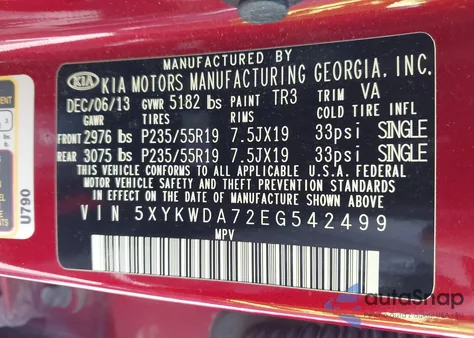 MANUFACTURED BY
KIA KIA MOTORS MANUFACTURING GEORGIA, INC.
DEC/06/13 GVWR 5182 lbs PAINT TR3 TRIM VA
GAWR TIRES RIMS COLD TIRE INFL
FRONT 2976 lbs P235/55R19 7.5JX19 33psi SINGLE
REAR 3075 lbs P235/55R19 7.5JX19 33psi SINGLE
THIS VEHICLE CONFORMS TO ALL APPLICABLE U.S.A. FEDERAL
MOTOR VEHICLE SAFETY AND THEFT PREVENTION STANDARDS
IN EFFECT ON THE DATE OF MANUFACTURE SHOWN ABOVE.
VIN 5XYKWDA72EG542499
MPV
U790
autoSnap